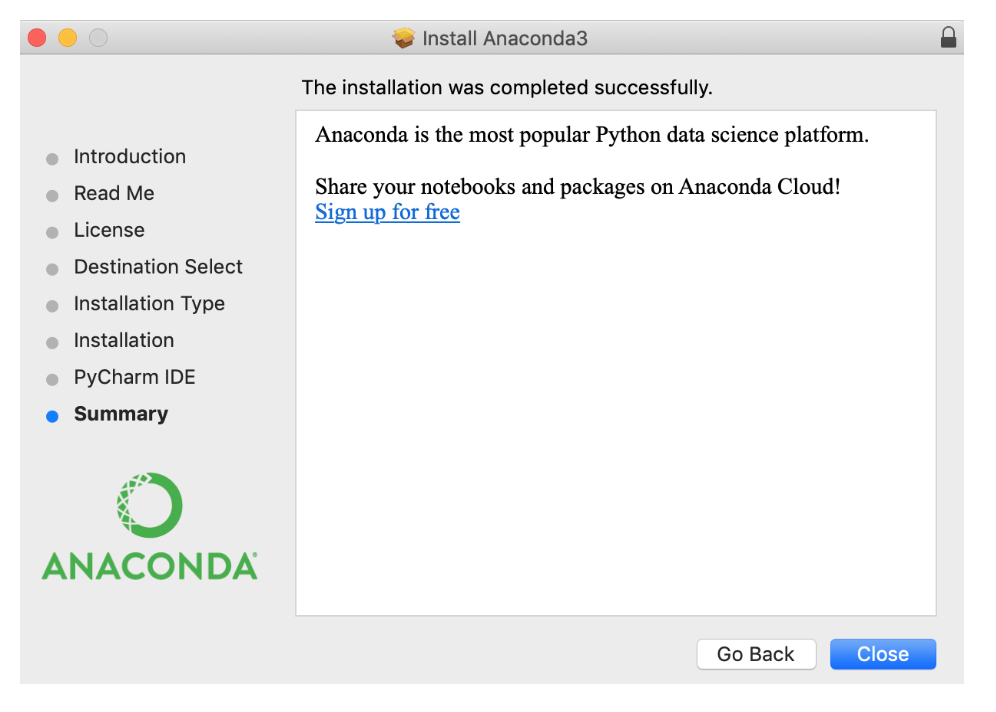 Install Anaconda3
The installation was completed successfully.
Introduction
Read Me
License
Destination Select
Installation Type
Installation
PyCharm IDE
Summary
ANACONDA®
Anaconda is the most popular Python data science platform.
Share your notebooks and packages on Anaconda Cloud!
Sign up for free
Go Back
Close